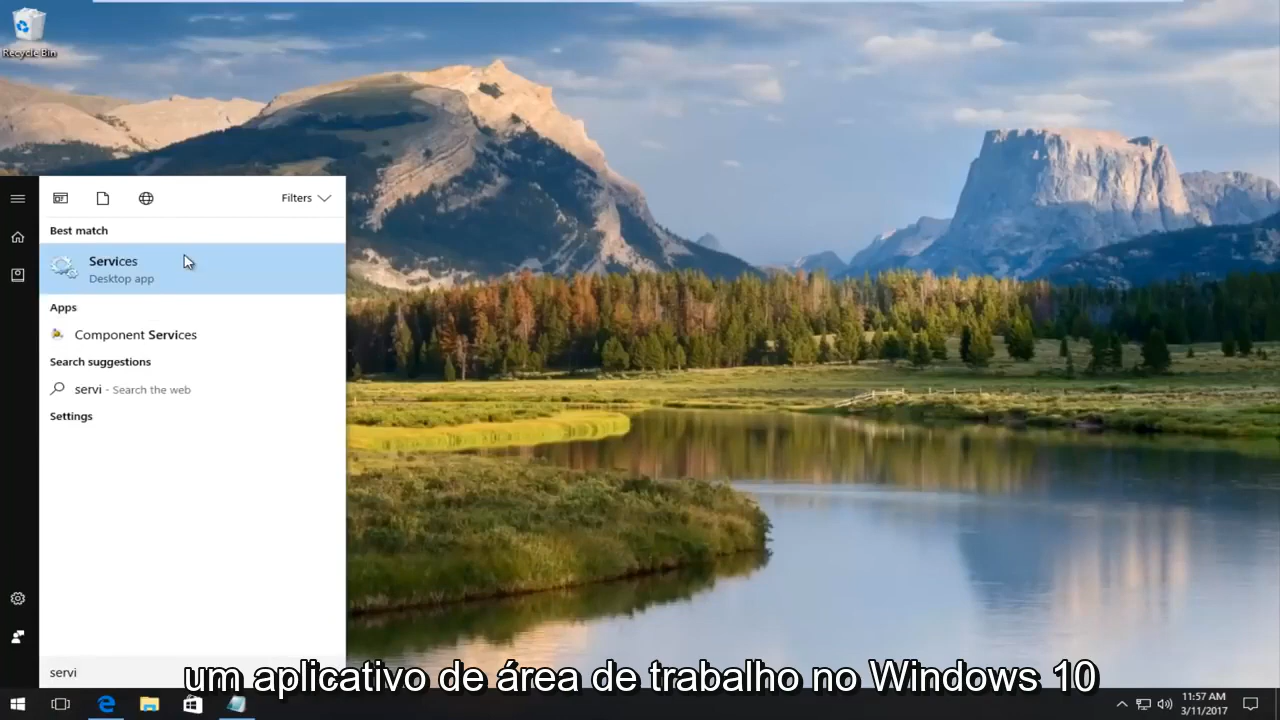 Recycle Bin
Filters
Best match
Services
Desktop app
Apps
Component Services
Search suggestions
servi - Search the web
Settings
servi
um aplicativo de área de trabalho no Windows 10
11:57 AM
3/11/2017